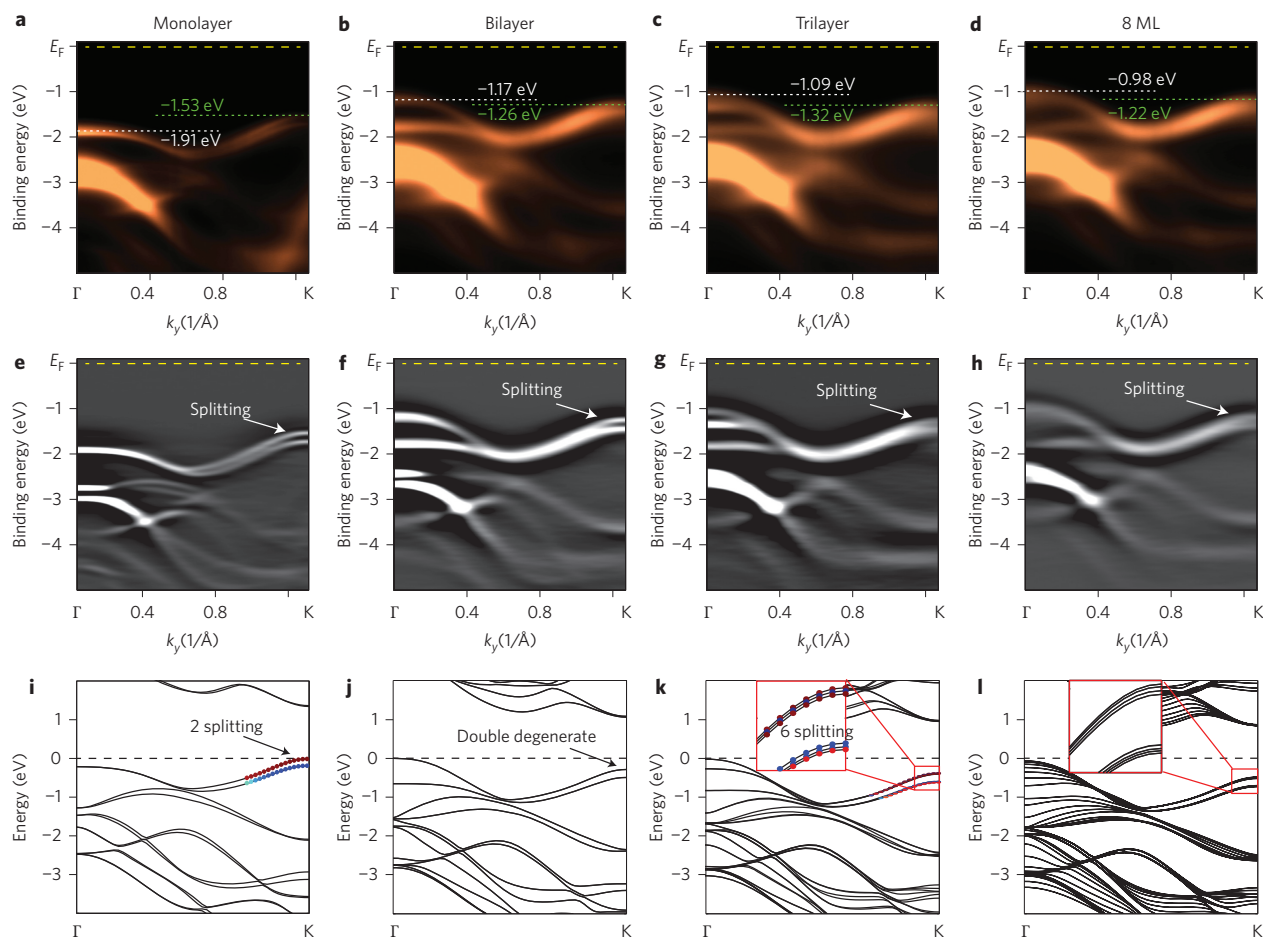 a Monolayer b Bilayer c Trilayer d 8 ML
E_F E_F E_F E_F
−1 −1 −1 −1
−2 −2 −2 −2
−3 −3 −3 −3
−4 −4 −4 −4
Binding energy (eV) Binding energy (eV) Binding energy (eV) Binding energy (eV)
−1.53 eV −1.17 eV −1.09 eV −0.98 eV
−1.91 eV −1.26 eV −1.32 eV −1.22 eV
Γ 0.4 0.8 K Γ 0.4 0.8 K Γ 0.4 0.8 K Γ 0.4 0.8 K
k_y(1/Å) k_y(1/Å) k_y(1/Å) k_y(1/Å)
e f g h
E_F E_F E_F E_F
−1 −1 −1 −1
−2 −2 −2 −2
−3 −3 −3 −3
−4 −4 −4 −4
Binding energy (eV) Binding energy (eV) Binding energy (eV) Binding energy (eV)
Splitting Splitting Splitting Splitting
Γ 0.4 0.8 K Γ 0.4 0.8 K Γ 0.4 0.8 K Γ 0.4 0.8 K
k_y(1/Å) k_y(1/Å) k_y(1/Å) k_y(1/Å)
i j k l
1 1 1 1
0 0 0 0
−1 −1 −1 −1
−2 −2 −2 −2
−3 −3 −3 −3
Energy (eV) Energy (eV) Energy (eV) Energy (eV)
2 splitting Double degenerate 6 splitting
Γ K Γ K Γ K Γ K